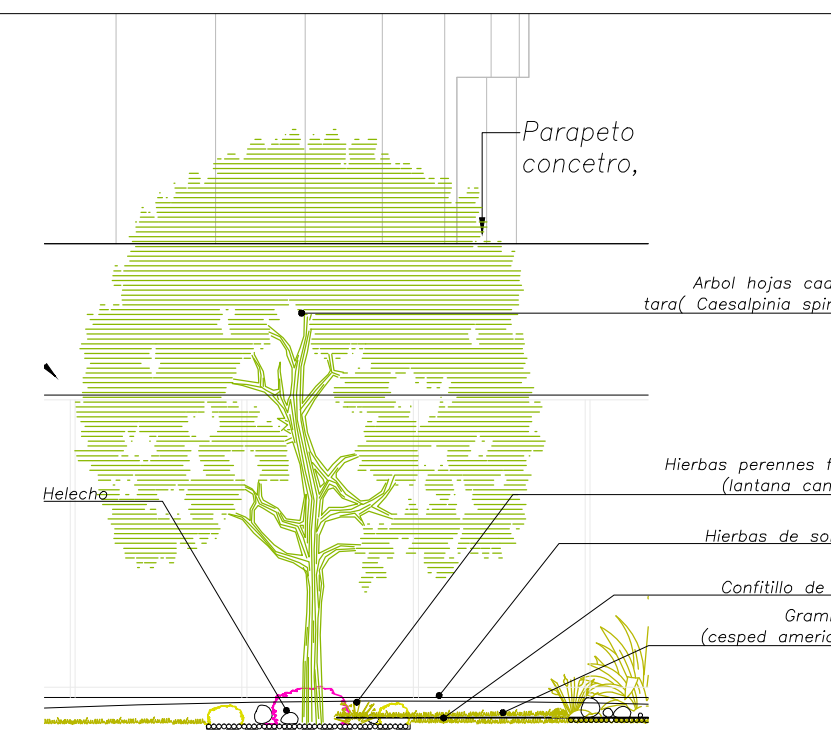 Parapeto
concetro,
Arbol hojas cad
tara( Caesalpinia spin
Hierbas perennes f
(lantana can
Helecho
Hierbas de so
Confitillo de
Gram
(cesped americ